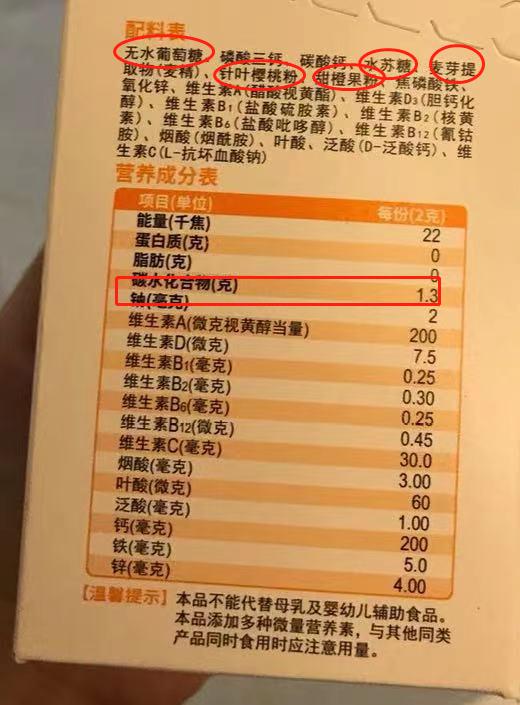 配料表
无水葡萄糖、磷酸三钙、碳酸钙、水苏糖、麦芽提
取物(麦精)、针叶樱桃粉、甜橙果粉、焦磷酸铁、
氧化锌、维生素A(醋酸视黄酯)、维生素D₃(胆钙化
醇)、维生素B₁(盐酸硫胺素)、维生素B₂(核黄
素)、维生素B₆(盐酸吡哆醇)、维生素B₁₂(氰钴
胺)、烟酸(烟酰胺)、叶酸、泛酸(D-泛酸钙)、维
生素C(L-抗坏血酸钠)
营养成分表
项目(单位) 每份(2克)
能量(千焦) 22
蛋白质(克) 0
脂肪(克) 0
碳水化合物(克) 1.3
钠(毫克) 2
维生素A(微克视黄醇当量) 200
维生素D(微克) 7.5
维生素B₁(毫克) 0.25
维生素B₂(毫克) 0.30
维生素B₆(毫克) 0.25
维生素B₁₂(微克) 0.45
维生素C(毫克) 30.0
烟酸(毫克) 3.00
叶酸(微克) 60
泛酸(毫克) 1.00
钙(毫克) 200
铁(毫克) 5.0
锌(毫克) 4.00
【温馨提示】本品不能代替母乳及婴幼儿辅助食品。
本品添加多种微量营养素，与其他同类
产品同时食用时应注意用量。